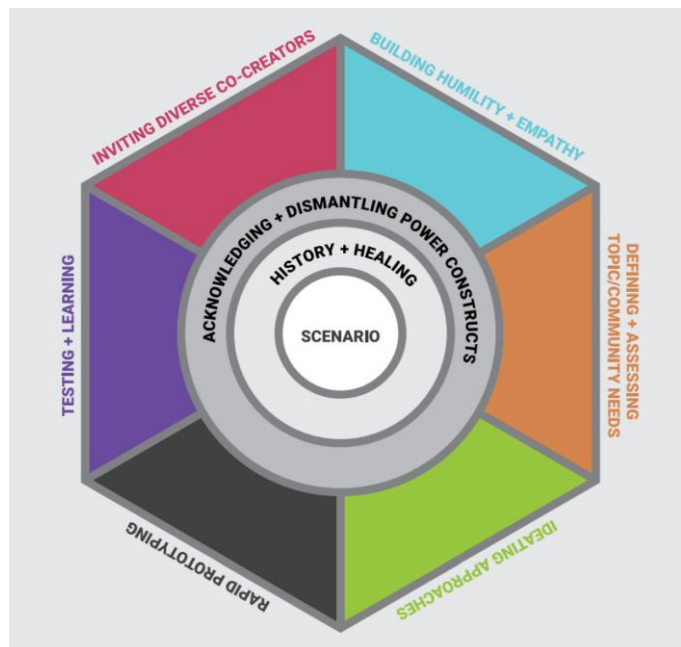 INVITING DIVERSE CO-CREATORS
BUILDING HUMILITY + EMPATHY
DEFINING + ASSESSING
TOPIC/COMMUNITY NEEDS
IDEATING APPROACHES
RAPID PROTOTYPING
TESTING + LEARNING
ACKNOWLEDGING + DISMANTLING POWER CONSTRUCTS
HISTORY + HEALING
SCENARIO